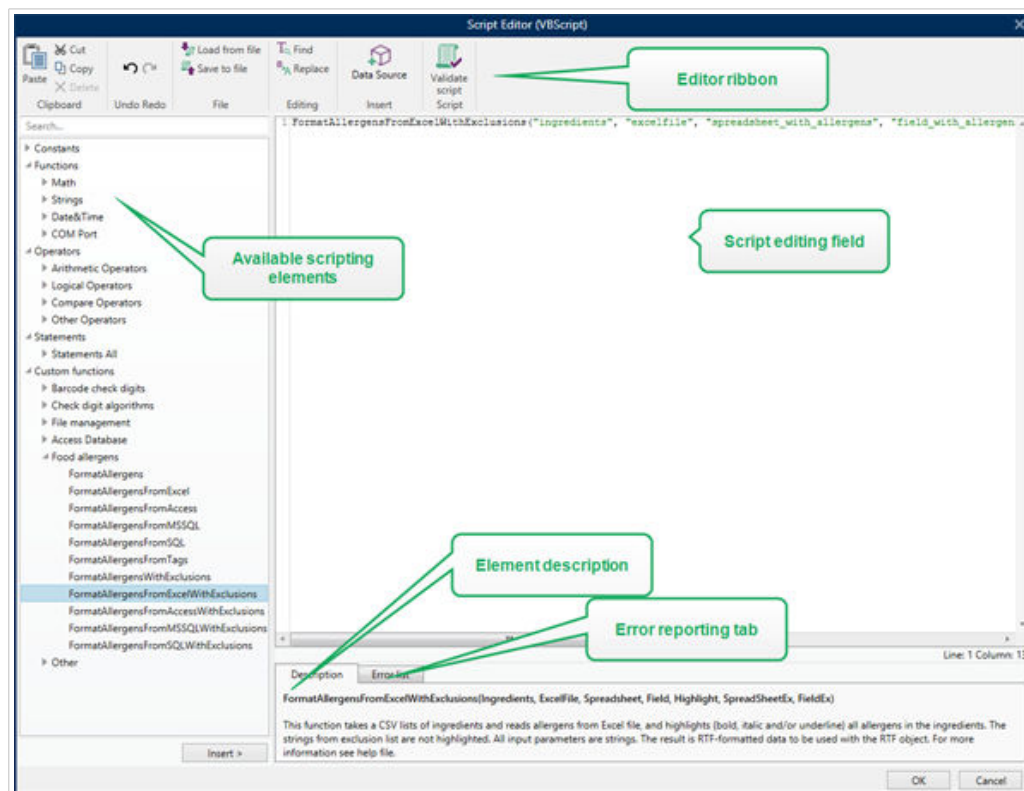 Script Editor (VBScript)
Paste
Cut
Copy
Delete
Clipboard
Undo Redo
Load from file
Save to file
File
Find
Replace
Editing
Data Source
Insert
Validate
script
Script
Editor ribbon
Search...
Constants
Functions
Math
Strings
Date&Time
COM Port
Operators
Arithmetic Operators
Logical Operators
Compare Operators
Other Operators
Statements
Statements All
Custom functions
Barcode check digits
Check digit algorithms
File management
Access Database
Food allergens
FormatAllergens
FormatAllergensFromExcel
FormatAllergensFromAccess
FormatAllergensFromMSSQL
FormatAllergensFromSQL
FormatAllergensFromTags
FormatAllergensWithExclusions
FormatAllergensFromExcelWithExclusions
FormatAllergensFromAccessWithExclusions
FormatAllergensFromMSSQLWithExclusions
FormatAllergensFromSQLWithExclusions
Other
Insert >
Available scripting
elements
1 FormatAllergensFromExcelWithExclusions("ingredients", "excelfile", "spreadsheet_with_allergens", "field_with_allergen
Script editing field
Element description
Error reporting tab
Line: 1 Column: 13
Description
Error list
FormatAllergensFromExcelWithExclusions(Ingredients, ExcelFile, Spreadsheet, Field, Highlight, SpreadSheetEx, FieldEx)
This function takes a CSV lists of ingredients and reads allergens from Excel file, and highlights (bold, italic and/or underline) all allergens in the ingredients. The
strings from exclusion list are not highlighted. All input parameters are strings. The result is RTF-formatted data to be used with the RTF object. For more
information see help file.
OK
Cancel